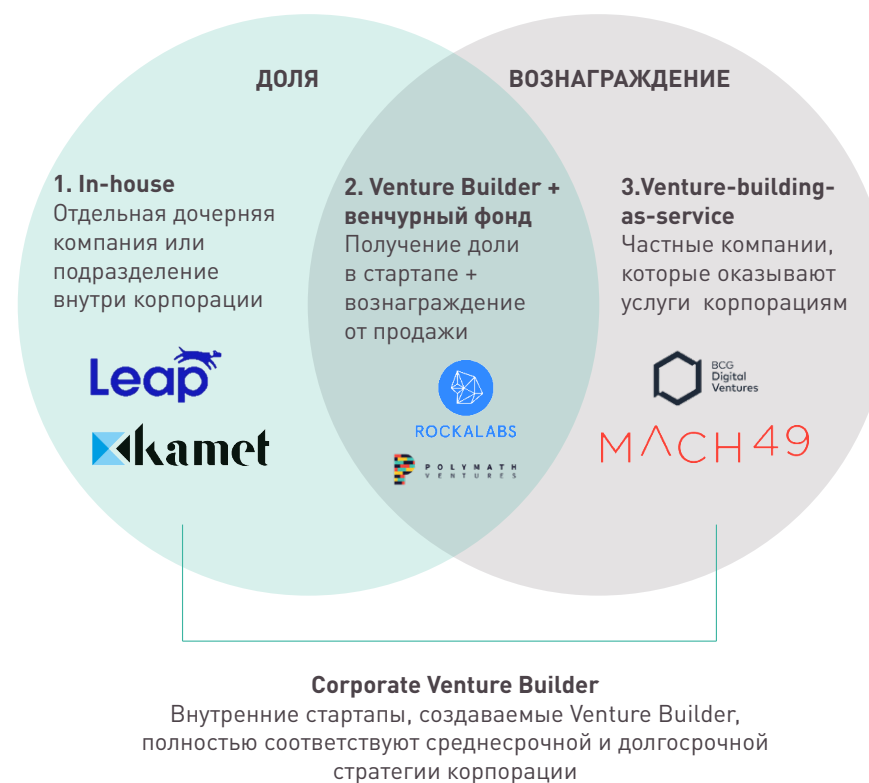 ДОЛЯ
ВОЗНАГРАЖДЕНИЕ
1. In-house
Отдельная дочерняя
компания или
подразделение
внутри корпорации
Leap
kamet
2. Venture Builder +
венчурный фонд
Получение доли
в стартапе +
вознаграждение
от продажи
ROCKALABS
POLYMATH
VENTURES
3.Venture-building-
as-service
Частные компании,
которые оказывают
услуги корпорациям
BCG
Digital
Ventures
MACH49
Corporate Venture Builder
Внутренние стартапы, создаваемые Venture Builder,
полностью соответствуют среднесрочной и долгосрочной
стратегии корпорации